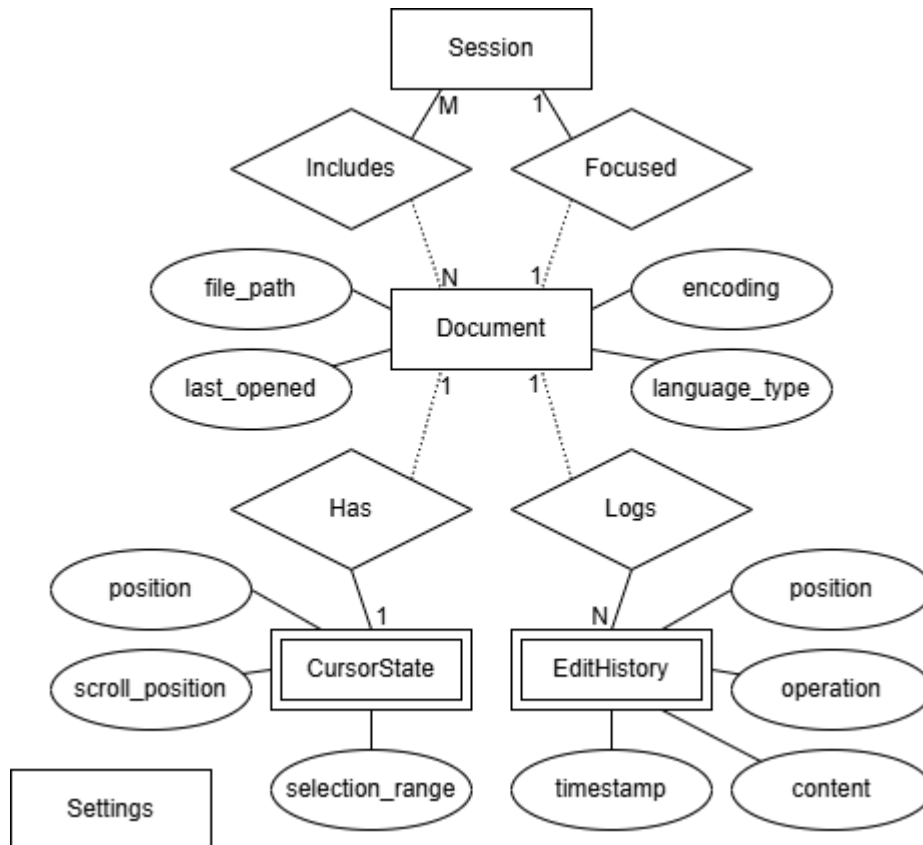 Session
M
1
Includes
Focused
file_path
N
1
encoding
Document
last_opened
1
1
language_type
Has
Logs
position
1
N
position
scroll_position
CursorState
EditHistory
operation
selection_range
timestamp
content
Settings